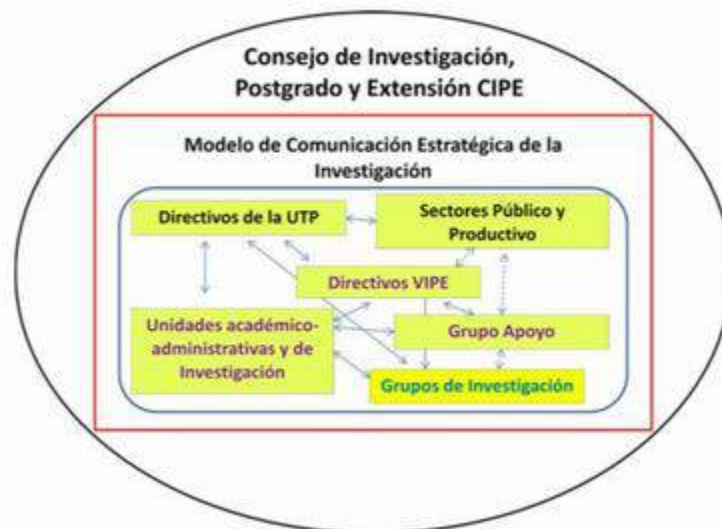 Consejo de Investigación,
Postgrado y Extensión CIPE
Modelo de Comunicación Estratégica de la
Investigación
Directivos de la UTP
Sectores Público y
Productivo
Directivos VIPE
Unidades académico-
administrativas y de
Investigación
Grupo Apoyo
Grupos de Investigación